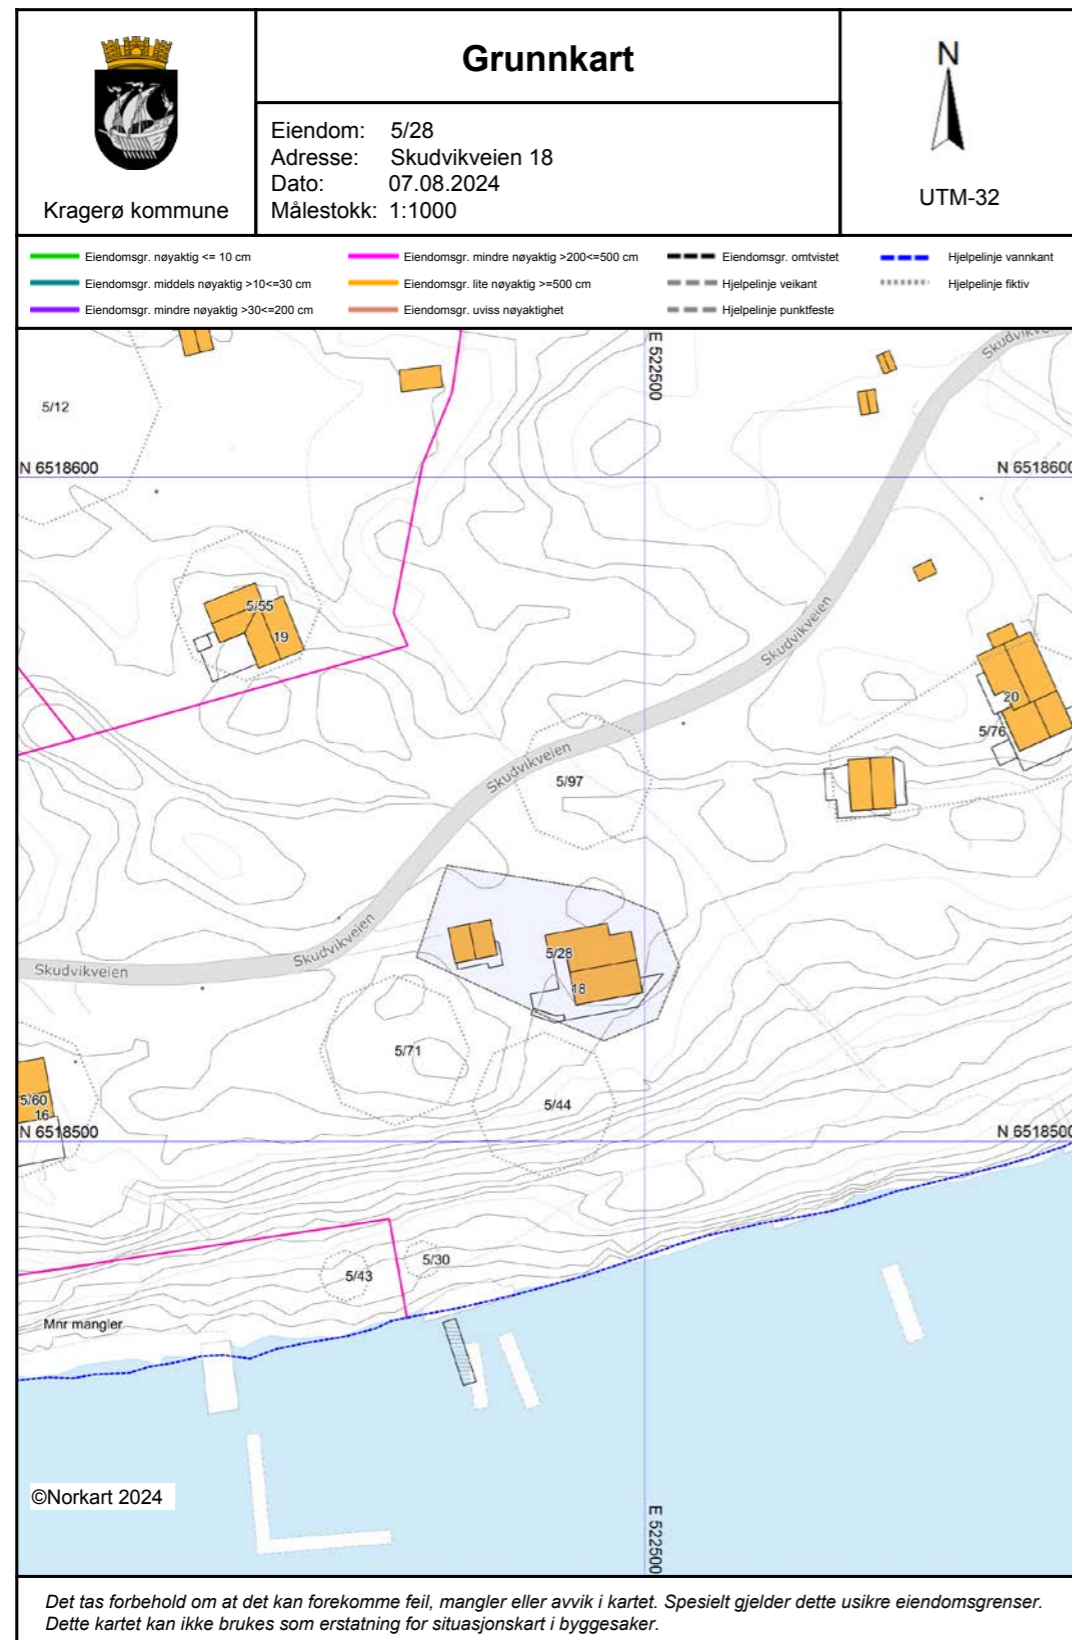 Kragerø kommune
Grunnkart
Eiendom: 5/28
Adresse: Skudvikveien 18
Dato: 07.08.2024
Målestokk: 1:1000
N
UTM-32
Eiendomsgr. nøyaktig <= 10 cm
Eiendomsgr. middels nøyaktig >10<=30 cm
Eiendomsgr. mindre nøyaktig >30<=200 cm
Eiendomsgr. mindre nøyaktig >200<=500 cm
Eiendomsgr. lite nøyaktig >=500 cm
Eiendomsgr. uviss nøyaktighet
Eiendomsgr. omtvistet
Hjelpelinje veikant
Hjelpelinje punktfeste
Hjelpelinje vannkant
Hjelpelinje fiktiv
E 522500
5/12
N 6518600
N 6518600
5/55
19
Skudvikveien
20
5/76
Skudvikveien
5/97
5/28
18
Skudvikveien
Skudvikveien
5/71
5/44
5/60
16
N 6518500
N 6518500
5/30
5/43
Mnr mangler
©Norkart 2024
E 522500
Det tas forbehold om at det kan forekomme feil, mangler eller avvik i kartet. Spesielt gjelder dette usikre eiendomsgrenser.
Dette kartet kan ikke brukes som erstatning for situasjonskart i byggesaker.